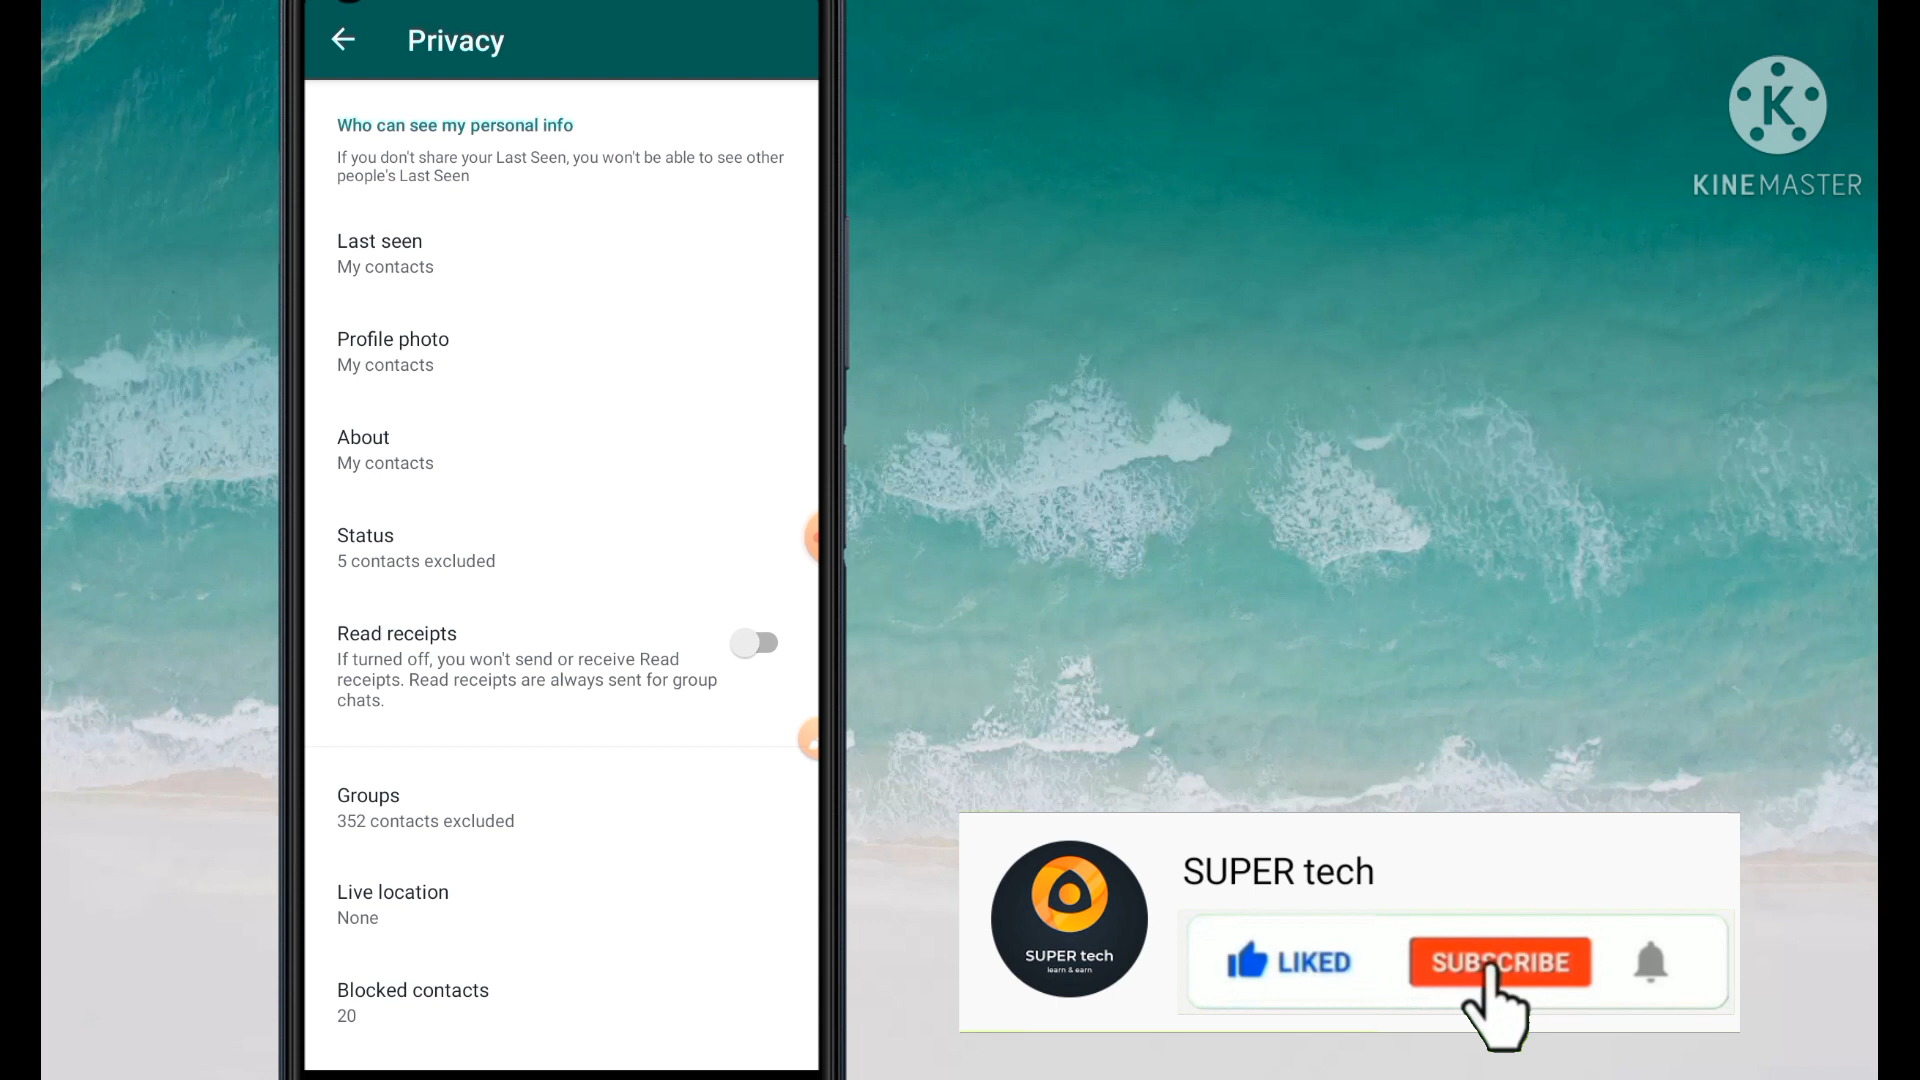 Privacy
Who can see my personal info
If you don't share your Last Seen, you won't be able to see other
people's Last Seen
Last seen
My contacts
Profile photo
My contacts
About
My contacts
Status
5 contacts excluded
Read receipts
If turned off, you won't send or receive Read
receipts. Read receipts are always sent for group
chats.
Groups
352 contacts excluded
Live location
None
Blocked contacts
20
K
KINEMASTER
SUPER tech
SUPER tech
learn & earn
LIKED
SUBSCRIBE